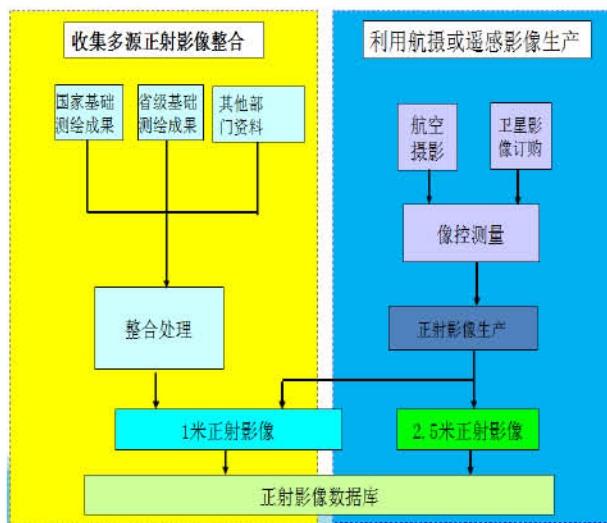 收集多源正射影像整合
国家基础
测绘成果
省级基础
测绘成果
其他部
门资料
整合处理
利用航摄或遥感影像生产
航空
摄影
卫星影
像订购
像控测量
正射影像生产
1米正射影像
2.5米正射影像
正射影像数据库